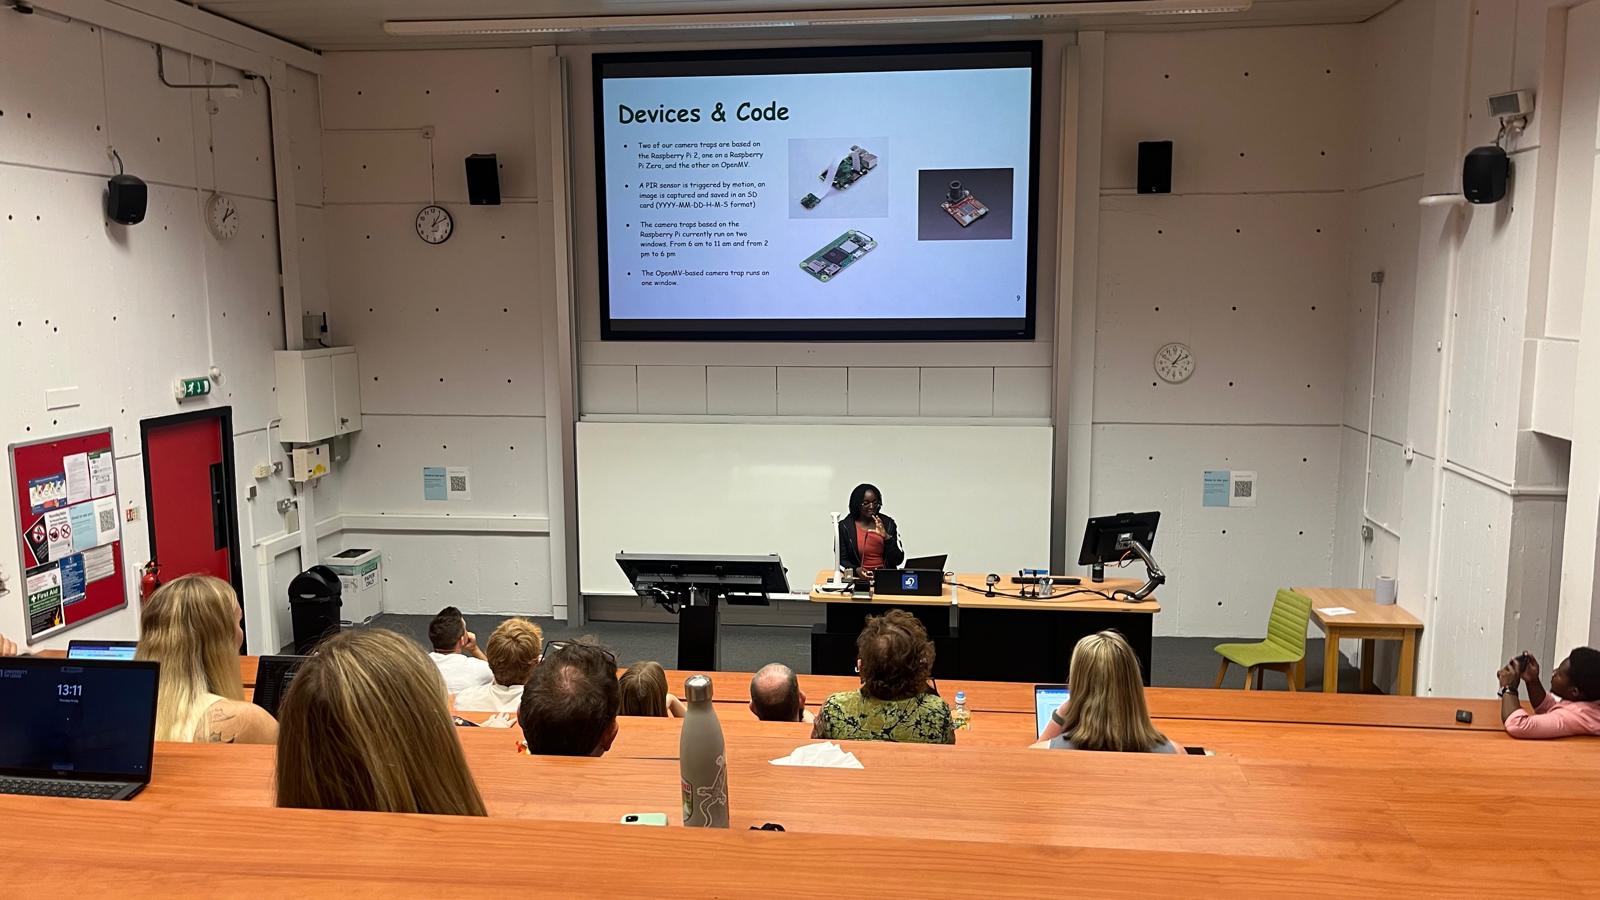 Devices & Code
● Two of our camera traps are based on
the Raspberry Pi 2, one on a Raspberry
Pi Zero, and the other on OpenMV.
● A PIR sensor is triggered by motion, an
image is captured and saved in an SD
card (YYYY-MM-DD-H-M-S format)
● The camera traps based on the
Raspberry Pi currently run on two
windows. From 6 am to 11 am and from 2
pm to 6 pm
● The OpenMV-based camera trap runs on
one window.
9
First Aid
PAPER
ONLY
UNIVERSITY
13:11